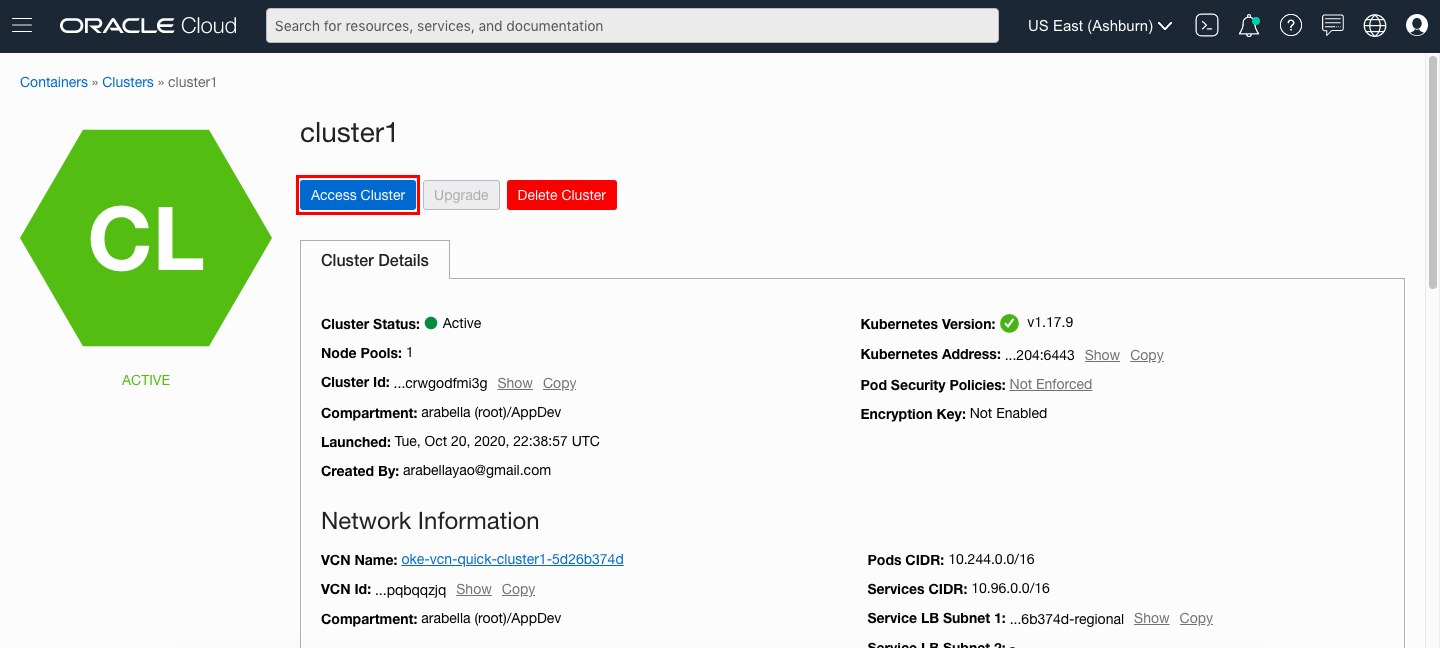 ORACLE Cloud
Search for resources, services, and documentation
US East (Ashburn)
Containers » Clusters » cluster1
CL
ACTIVE
cluster1
Access Cluster Upgrade Delete Cluster
Cluster Details
Cluster Status: Active
Node Pools: 1
Cluster Id: ...crwgodfmi3g Show Copy
Compartment: arabella (root)/AppDev
Launched: Tue, Oct 20, 2020, 22:38:57 UTC
Created By: arabellayao@gmail.com
Kubernetes Version: v1.17.9
Kubernetes Address: ...204:6443 Show Copy
Pod Security Policies: Not Enforced
Encryption Key: Not Enabled
Network Information
VCN Name: oke-vcn-quick-cluster1-5d26b374d
VCN Id: ...pqbqqzjq Show Copy
Compartment: arabella (root)/AppDev
Pods CIDR: 10.244.0.0/16
Services CIDR: 10.96.0.0/16
Service LB Subnet 1: ...6b374d-regional Show Copy
Service LB Subnet 2: -